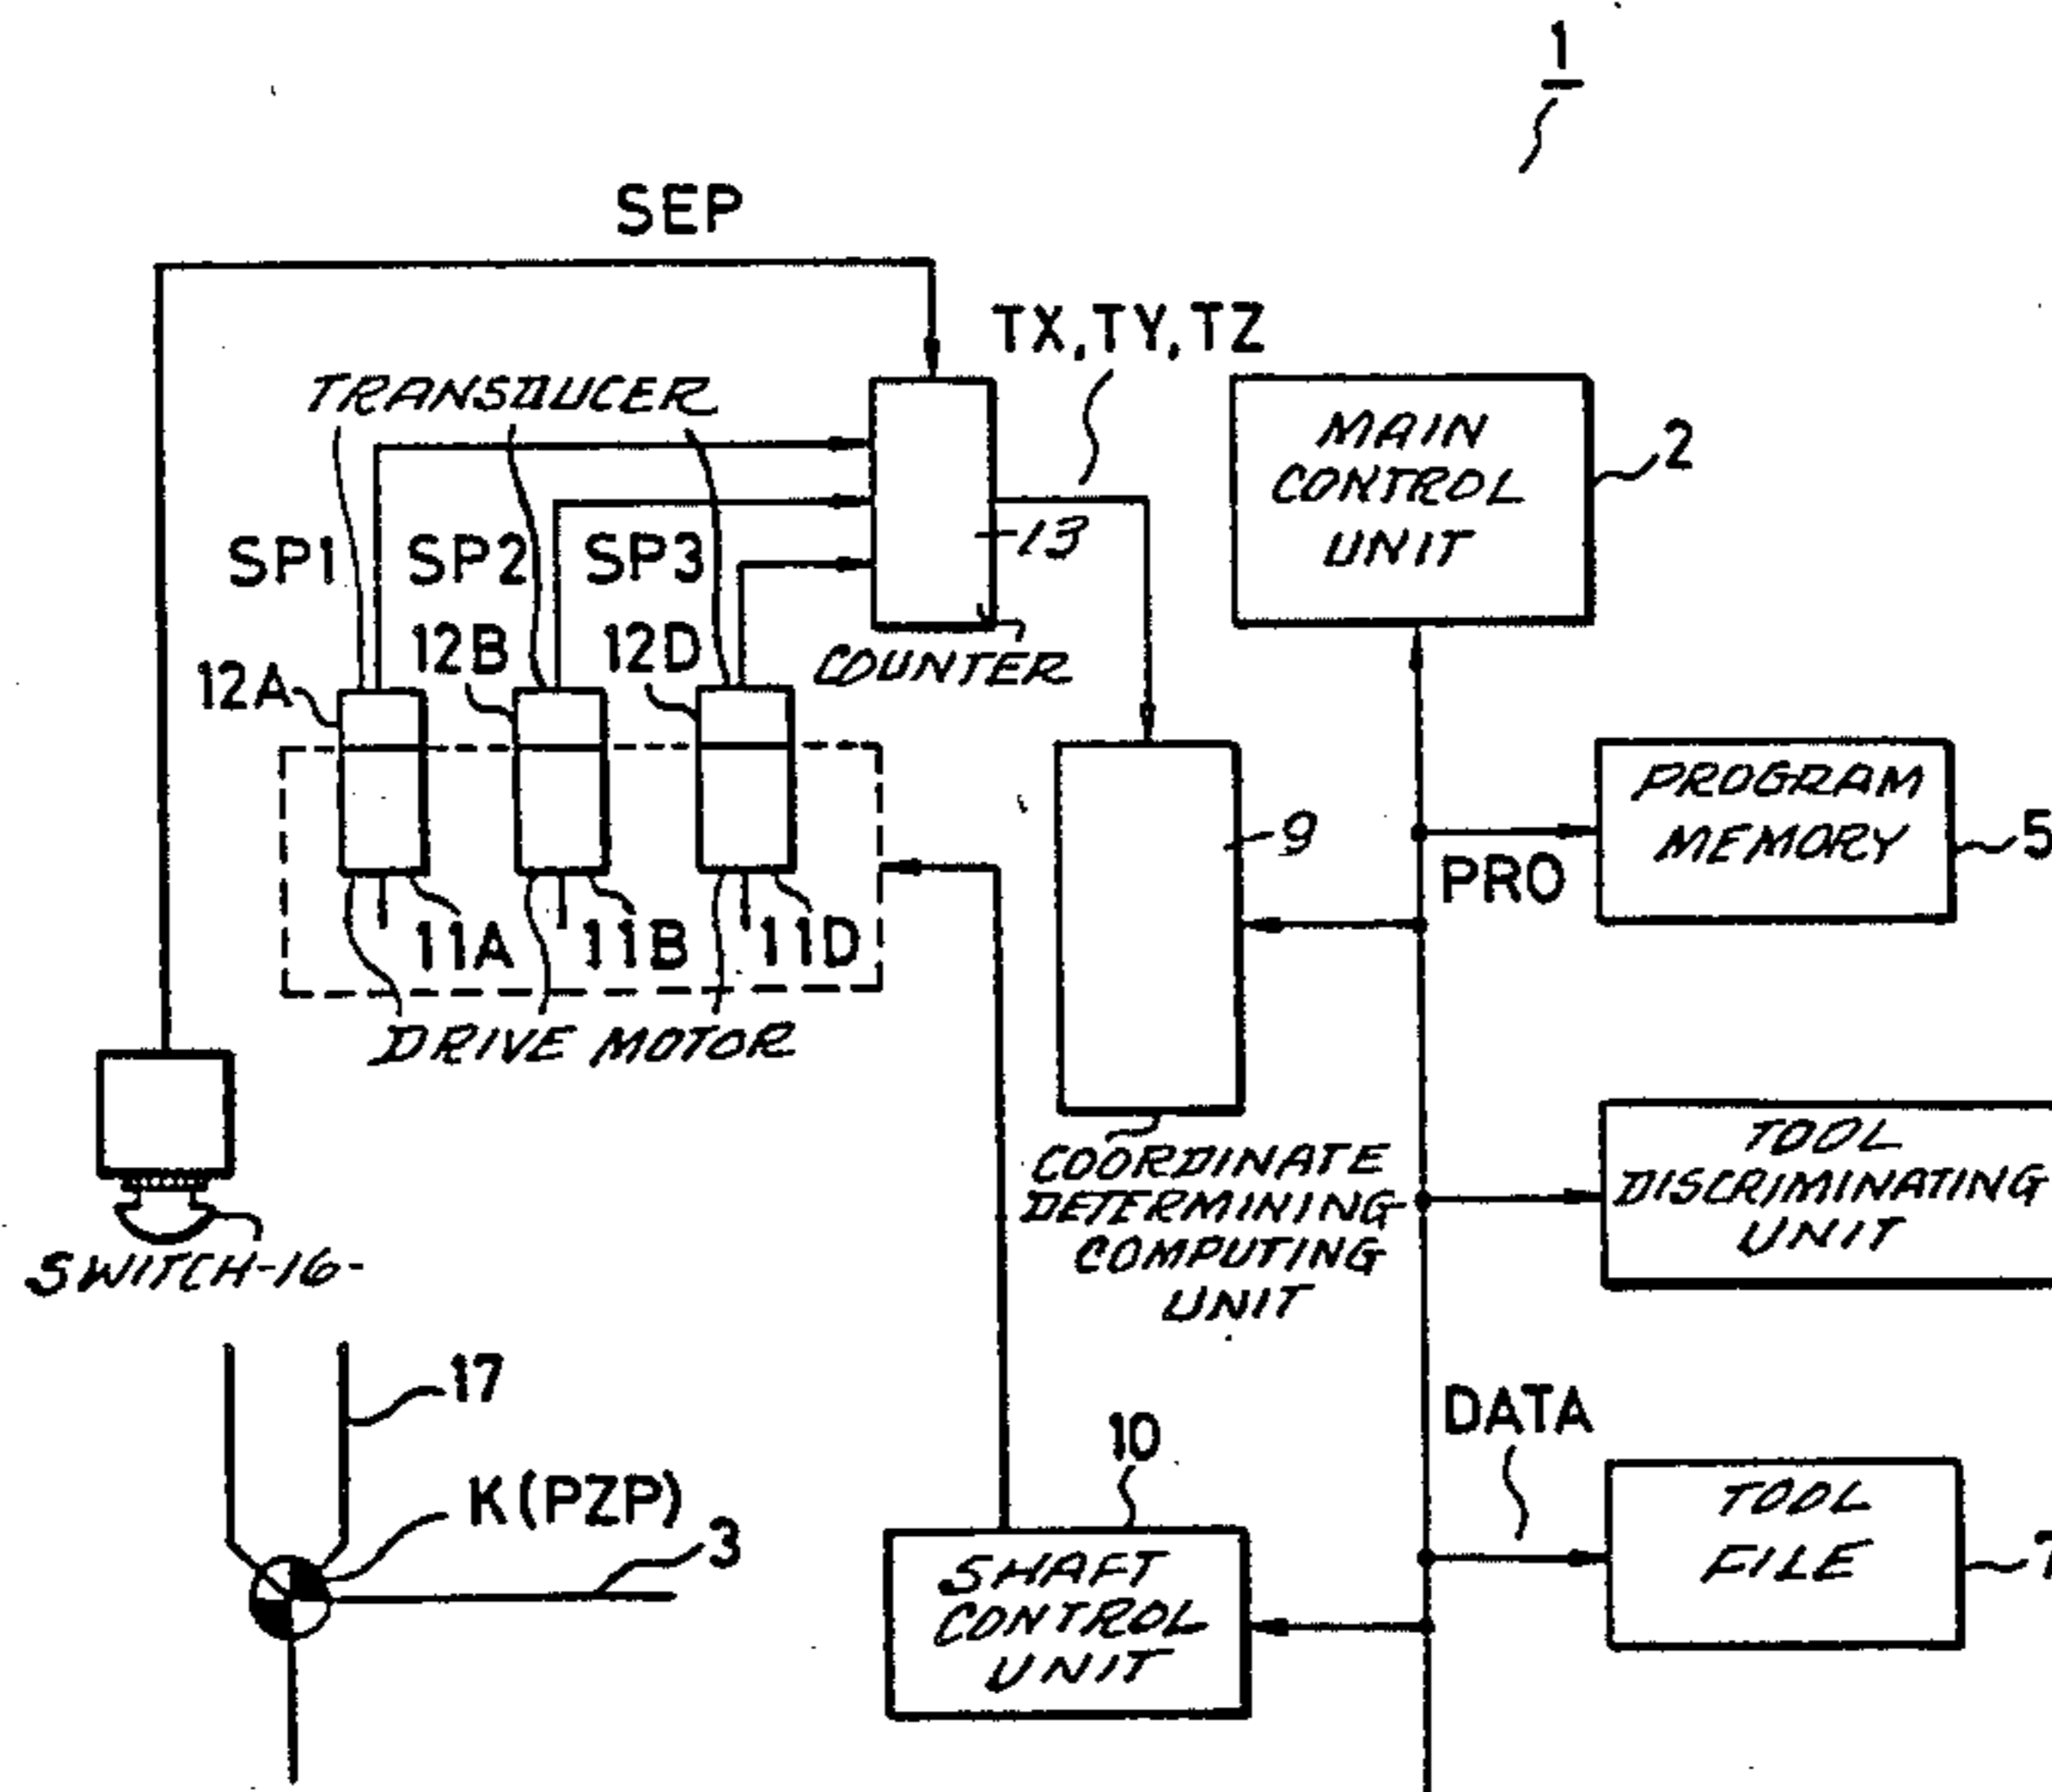 1
SEP
TX,TY,TZ
TRANSDUCER
MAIN
CONTROL
UNIT
2
SP1
SP2
SP3
13
12A
12B
12D
COUNTER
PROGRAM
MEMORY
5
9
PRO
11A
11B
11D
DRIVE MOTOR
TOOL
DISCRIMINATING
UNIT
COORDINATE
DETERMINING
COMPUTING
UNIT
SWITCH-16-
17
DATA
10
K(PZP)
3
TOOL
FILE
7
SHAFT
CONTROL
UNIT